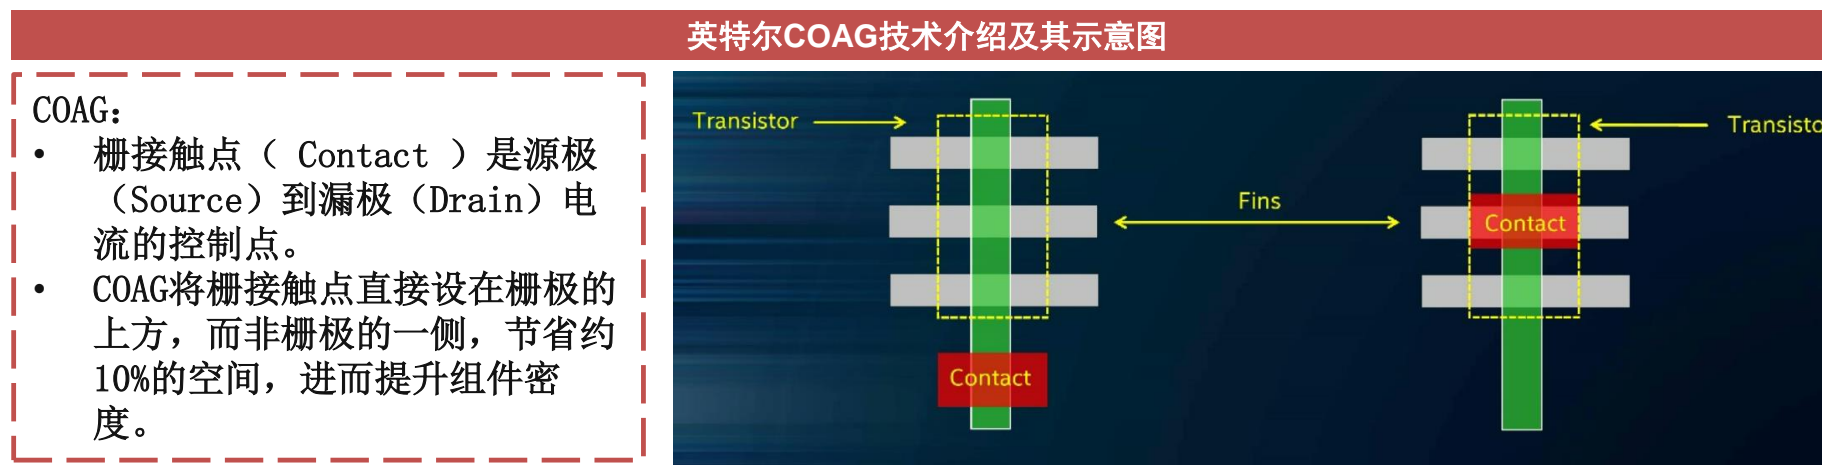 英特尔COAG技术介绍及其示意图
COAG：
• 栅接触点（ Contact ）是源极
（Source）到漏极（Drain）电
流的控制点。
• COAG将栅接触点直接设在栅极的
上方，而非栅极的一侧，节省约
10%的空间，进而提升组件密
度。
Transistor
Transisto
Fins
Contact
Contact